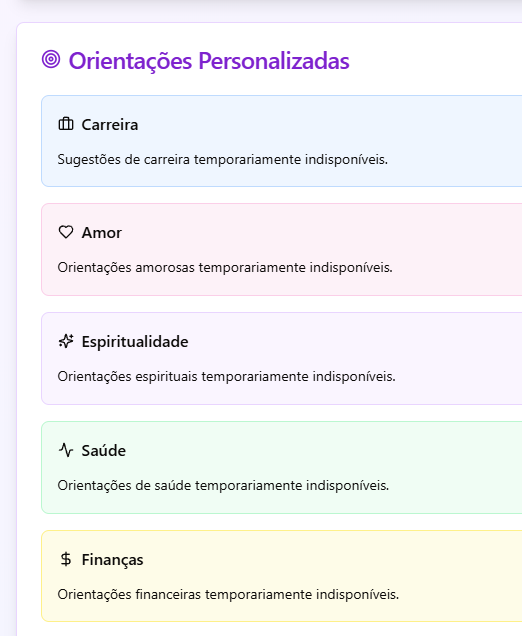 Orientações Personalizadas
Carreira
Sugestões de carreira temporariamente indisponíveis.
Amor
Orientações amorosas temporariamente indisponíveis.
Espiritualidade
Orientações espirituais temporariamente indisponíveis.
Saúde
Orientações de saúde temporariamente indisponíveis.
Finanças
Orientações financeiras temporariamente indisponíveis.